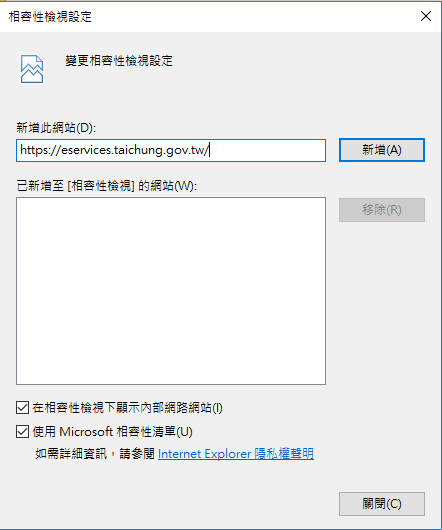 相容性檢視設定
變更相容性檢視設定
新增此網站(D):
https://eservices.taichung.gov.tw/
新增(A)
已新增至 [相容性檢視] 的網站(W):
移除(R)
在相容性檢視下顯示內部網路網站(I)
使用 Microsoft 相容性清單(U)
如需詳細資訊，請參閱 Internet Explorer 隱私權聲明
關閉(C)